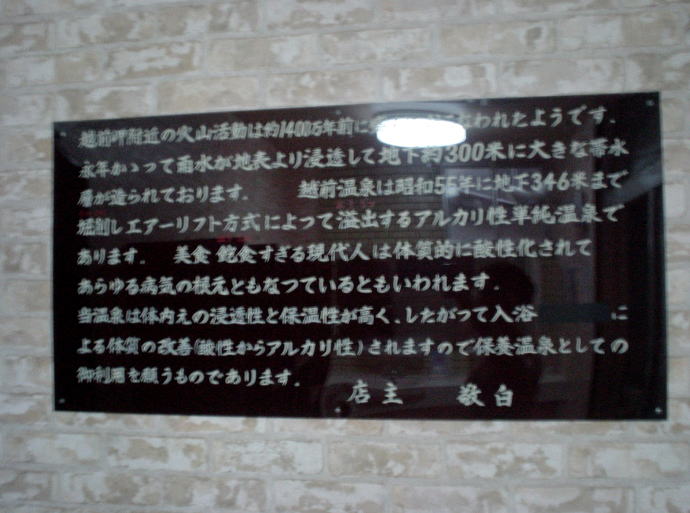 越前岬附近の火山活動は約1400万年前に われたようです.
永年かゝって雨水が地表より浸透して地下約300米に大きな帯水
層が造られております.　越前温泉は昭和55年に地下346米まで
堀削しエアーリフト方式によって溢出するアルカリ性単純温泉で
あります.　美食 飽食すぎる現代人は体質的に酸性化されて
あらゆる病気の根元ともなつているともいわれます.
当温泉は体内えの浸透性と保温性が高く、したがって入浴 に
よる体質の改善(酸性からアルカリ性)されますので保養温泉としての
御利用を願うものであります.
店主　敬白